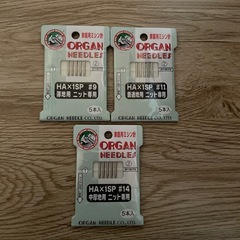 家庭用ミシン針
ORGAN
NEEDLES
HA×1SP #9
薄地用 ニット専用
5本入
家庭用ミシン針
ORGAN
NEEDLES
HA×1SP #11
普通地用 ニット専用
5本入
家庭用ミシン針
ORGAN
NEEDLES
HA×1SP #14
中厚地用 ニット専用
5本入
ORGAN NEEDLE CO., LTD.